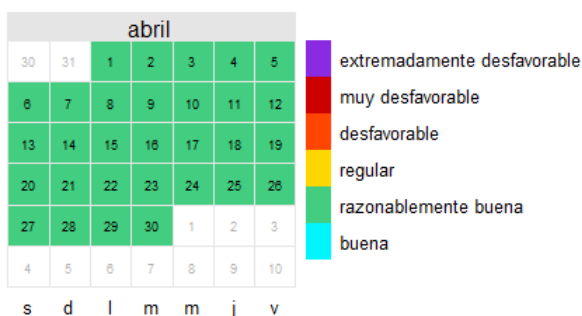 abril
30 31 1 2 3 4 5
6 7 8 9 10 11 12
13 14 15 16 17 18 19
20 21 22 23 24 25 26
27 28 29 30 1 2 3
4 5 6 7 8 9 10
s d l m m j v
extremadamente desfavorable
muy desfavorable
desfavorable
regular
razonablemente buena
buena